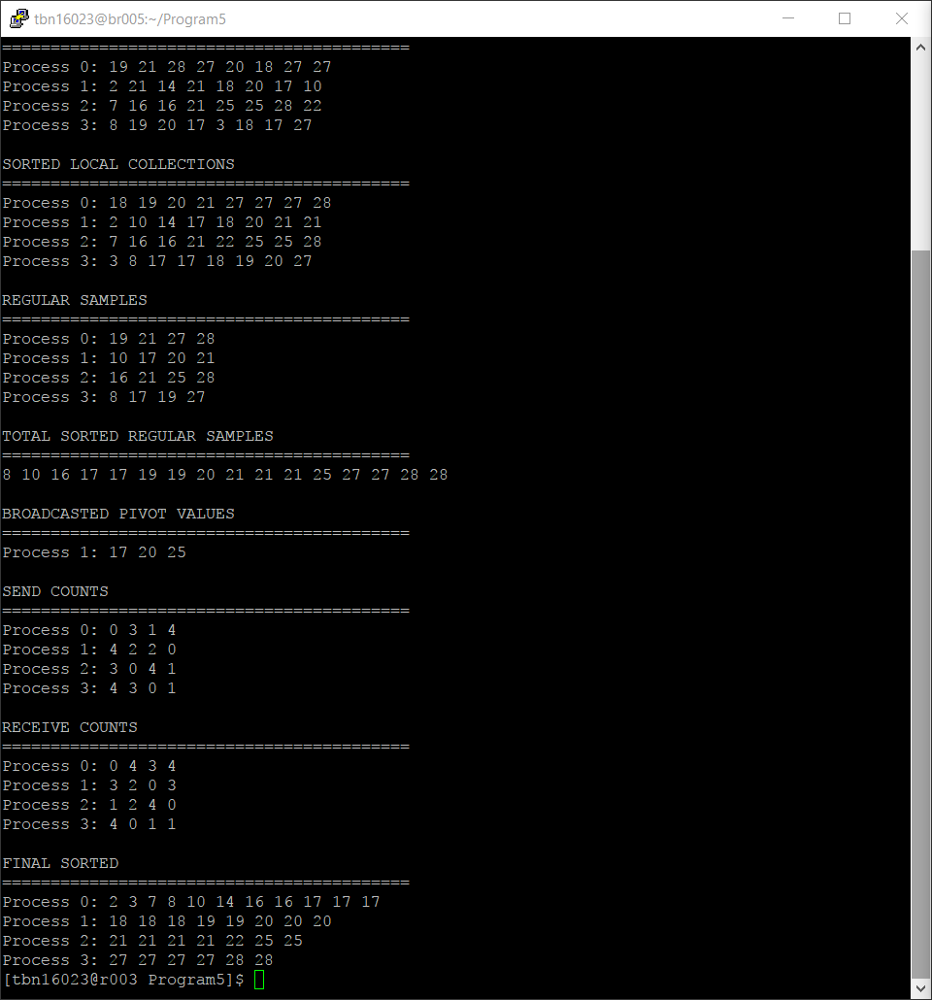 tbn16023@br005:~/Program5
==========================================
Process 0: 19 21 28 27 20 18 27 27
Process 1: 2 21 14 21 18 20 17 10
Process 2: 7 16 16 21 25 25 28 22
Process 3: 8 19 20 17 3 18 17 27
SORTED LOCAL COLLECTIONS
==========================================
Process 0: 18 19 20 21 27 27 27 28
Process 1: 2 10 14 17 18 20 21 21
Process 2: 7 16 16 21 22 25 25 28
Process 3: 3 8 17 17 18 19 20 27
REGULAR SAMPLES
==========================================
Process 0: 19 21 27 28
Process 1: 10 17 20 21
Process 2: 16 21 25 28
Process 3: 8 17 19 27
TOTAL SORTED REGULAR SAMPLES
==========================================
8 10 16 17 17 19 19 20 21 21 21 25 27 27 28 28
BROADCASTED PIVOT VALUES
==========================================
Process 1: 17 20 25
SEND COUNTS
==========================================
Process 0: 0 3 1 4
Process 1: 4 2 2 0
Process 2: 3 0 4 1
Process 3: 4 3 0 1
RECEIVE COUNTS
==========================================
Process 0: 0 4 3 4
Process 1: 3 2 0 3
Process 2: 1 2 4 0
Process 3: 4 0 1 1
FINAL SORTED
==========================================
Process 0: 2 3 7 8 10 14 16 16 17 17 17
Process 1: 18 18 18 19 19 20 20 20
Process 2: 21 21 21 21 22 25 25
Process 3: 27 27 27 27 28 28
[tbn16023@r003 Program5]$